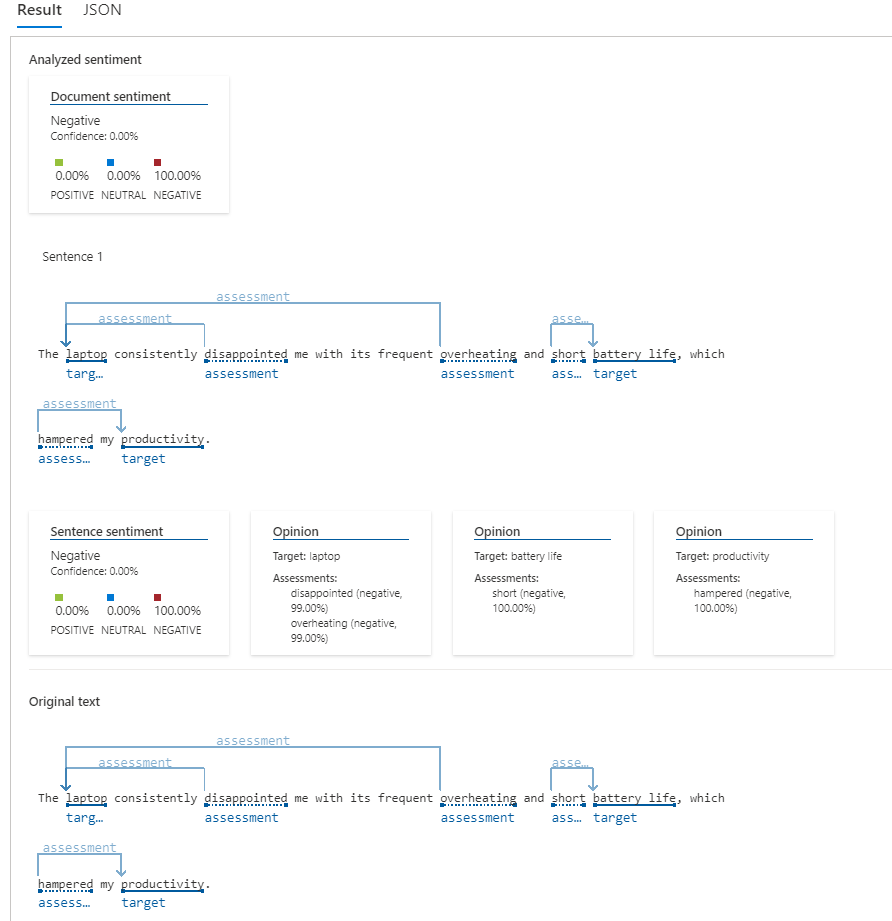 Result JSON
Analyzed sentiment
Document sentiment
Negative
Confidence: 0.00%
0.00% 0.00% 100.00%
POSITIVE NEUTRAL NEGATIVE
Sentence 1
assessment
assessment asse…
The laptop consistently disappointed me with its frequent overheating and short battery life, which
targ… assessment assessment ass… target
assessment
hampered my productivity.
assess… target
Sentence sentiment
Negative
Confidence: 0.00%
0.00% 0.00% 100.00%
POSITIVE NEUTRAL NEGATIVE
Opinion
Target: laptop
Assessments:
disappointed (negative,
99.00%)
overheating (negative,
99.00%)
Opinion
Target: battery life
Assessments:
short (negative,
100.00%)
Opinion
Target: productivity
Assessments:
hampered (negative,
100.00%)
Original text
assessment
assessment asse…
The laptop consistently disappointed me with its frequent overheating and short battery life, which
targ… assessment assessment ass… target
assessment
hampered my productivity.
assess… target